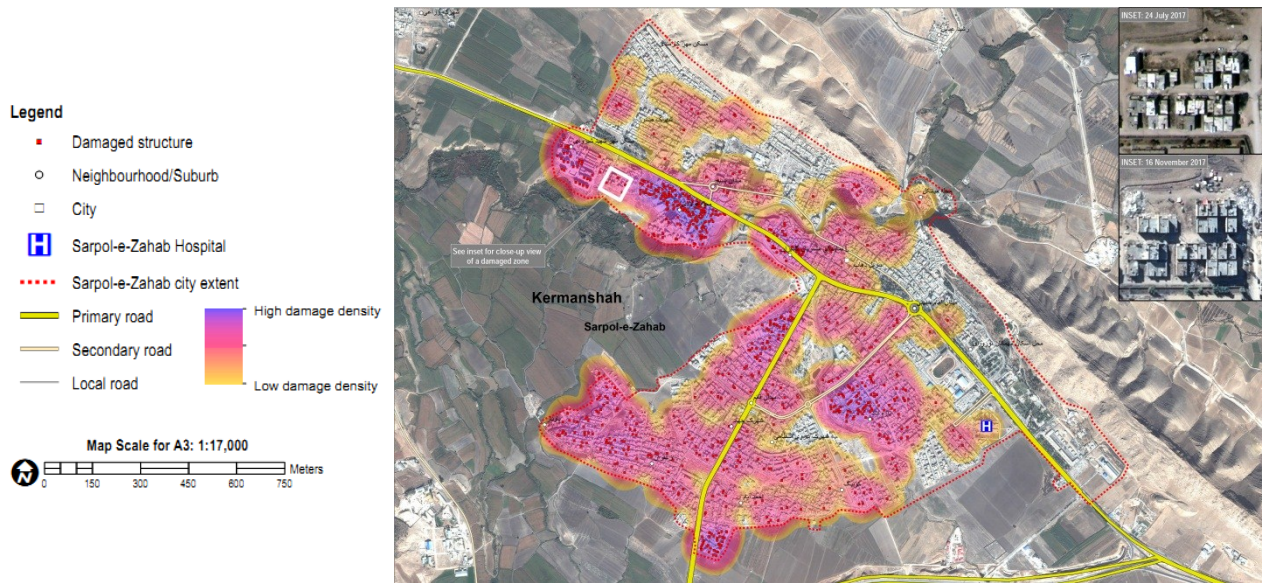 Legend
Damaged structure
Neighbourhood/Suburb
City
H
Sarpol-e-Zahab Hospital
Sarpol-e-Zahab city extent
Primary road
Secondary road
Local road
High damage density
Low damage density
Map Scale for A3: 1:17,000
N
Meters
0 150 300 450 600 750
See inset for close-up view
of a damaged zone
Kermanshah
Sarpol-e-Zahab
H
INSET: 24 July 2017
INSET: 16 November 2017